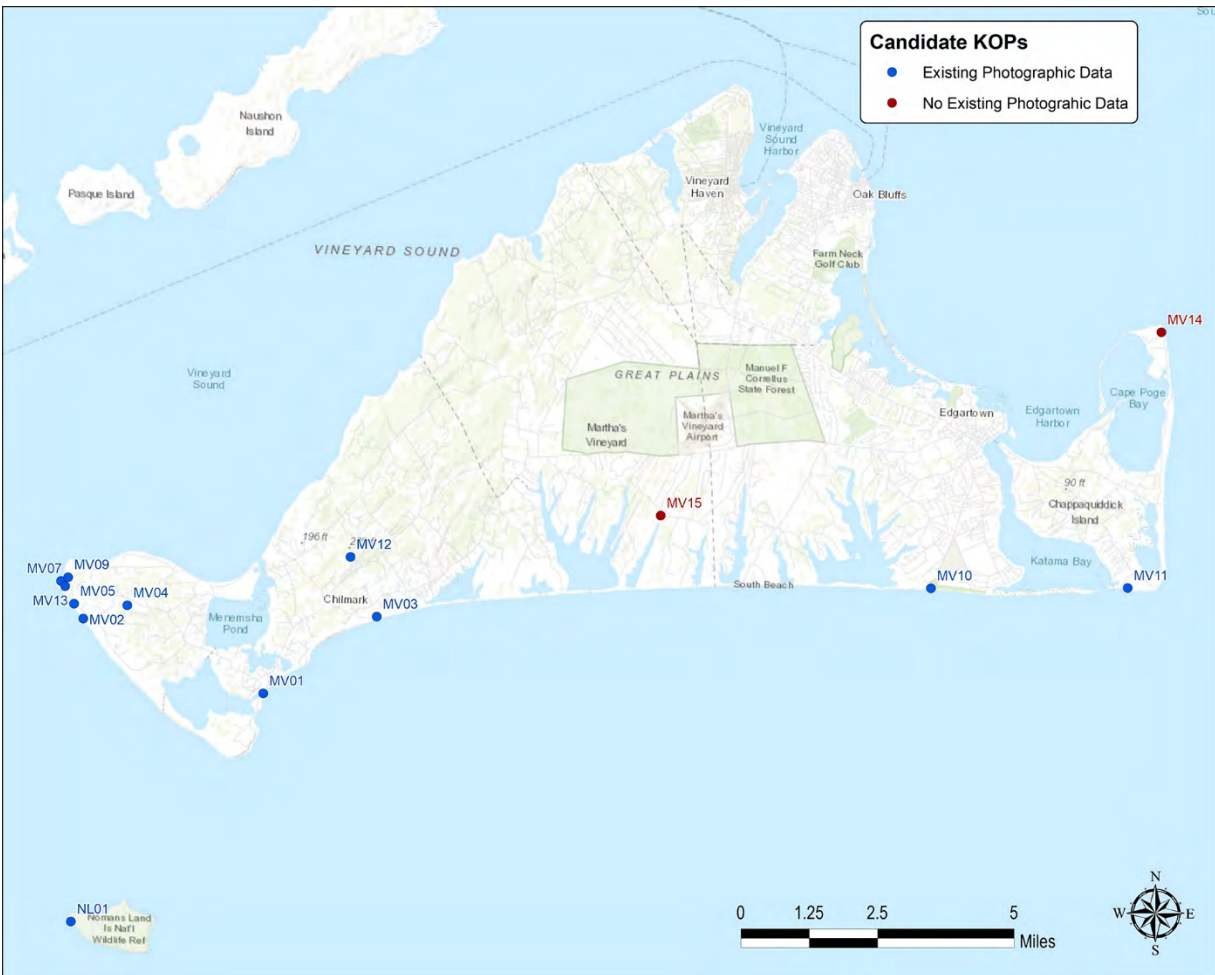 Sou
Candidate KOPs
Existing Photographic Data
No Existing Photograhic Data
Naushon
Island
Vineyard
Sound
Harbor
Pasque Island
Vineyard
Haven
Oak Bluffs
VINEYARD SOUND
Farm Neck
Golf Club
MV14
Vineyard
Sound
GREAT PLAINS
Manuel F
Correllus
State Forest
Cape Poge
Bay
Martha's
Vineyard
Martha's
Vineyard
Airport
Edgartown
Edgartown
Harbor
90 ft
MV15
Chappaquiddick
Island
196 ft
MV12
Katama Bay
MV07
MV09
MV05
MV04
MV13
MV02
Chilmark
MV03
South Beach
MV10
MV11
Menemsha
Pond
MV01
NL01
Nomans Land
Is Nat'l
Wildlife Ref
0 1.25 2.5 5
Miles
N
W E
S